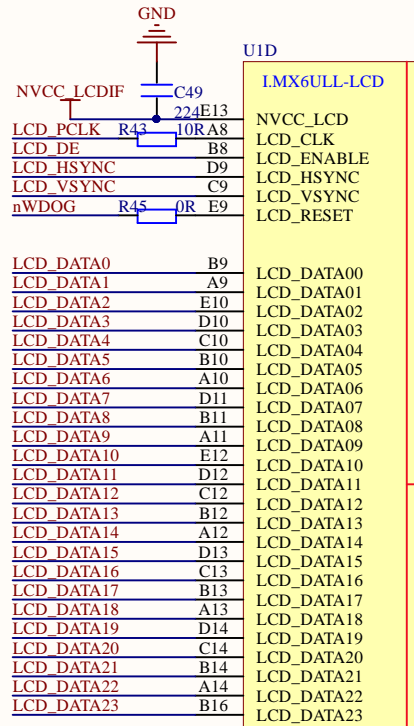 GND
U1D
C49
I.MX6ULL-LCD
NVCC_LCDIF
224 E13 NVCC_LCD
LCD_PCLK R43 10R A8 LCD_CLK
LCD_DE B8 LCD_ENABLE
LCD_HSYNC D9 LCD_HSYNC
LCD_VSYNC C9 LCD_VSYNC
nWDOG R45 0R E9 LCD_RESET
LCD_DATA0 B9 LCD_DATA00
LCD_DATA1 A9 LCD_DATA01
LCD_DATA2 E10 LCD_DATA02
LCD_DATA3 D10 LCD_DATA03
LCD_DATA4 C10 LCD_DATA04
LCD_DATA5 B10 LCD_DATA05
LCD_DATA6 A10 LCD_DATA06
LCD_DATA7 D11 LCD_DATA07
LCD_DATA8 B11 LCD_DATA08
LCD_DATA9 A11 LCD_DATA09
LCD_DATA10 E12 LCD_DATA10
LCD_DATA11 D12 LCD_DATA11
LCD_DATA12 C12 LCD_DATA12
LCD_DATA13 B12 LCD_DATA13
LCD_DATA14 A12 LCD_DATA14
LCD_DATA15 D13 LCD_DATA15
LCD_DATA16 C13 LCD_DATA16
LCD_DATA17 B13 LCD_DATA17
LCD_DATA18 A13 LCD_DATA18
LCD_DATA19 D14 LCD_DATA19
LCD_DATA20 C14 LCD_DATA20
LCD_DATA21 B14 LCD_DATA21
LCD_DATA22 A14 LCD_DATA22
LCD_DATA23 B16 LCD_DATA23